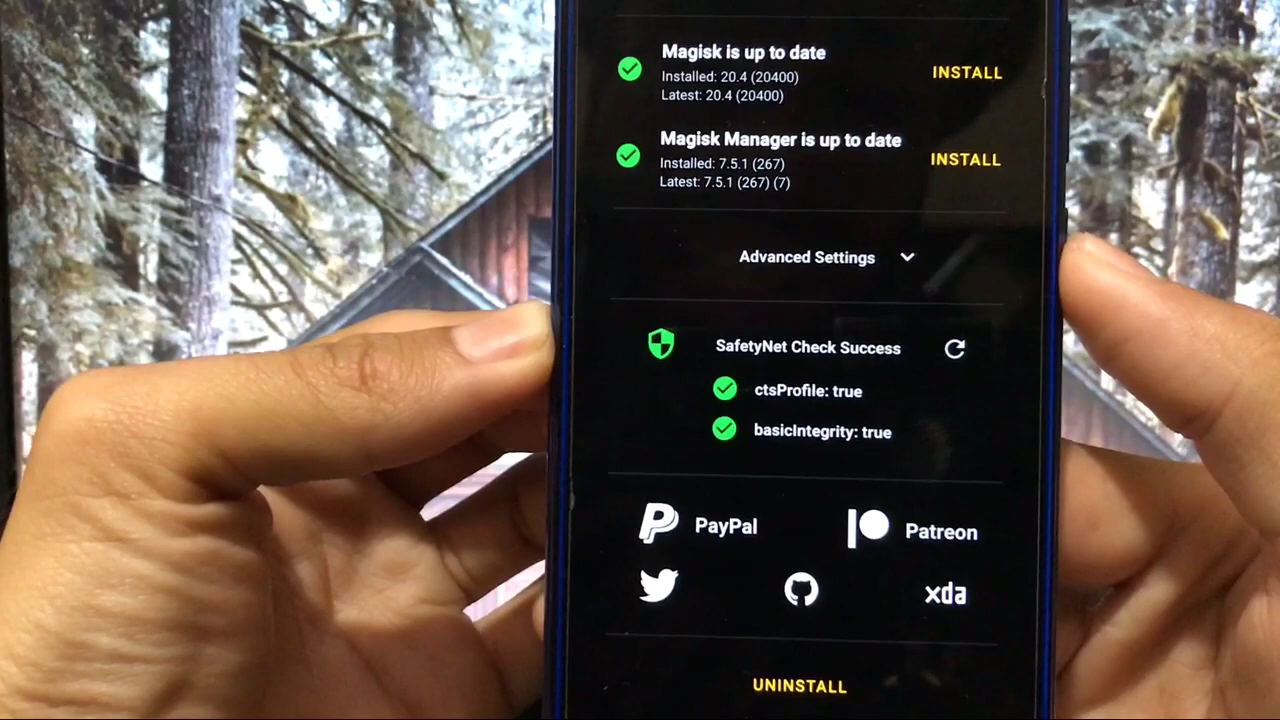 Magisk is up to date
Installed: 20.4 (20400)
Latest: 20.4 (20400)
INSTALL
Magisk Manager is up to date
Installed: 7.5.1 (267)
Latest: 7.5.1 (267) (7)
INSTALL
Advanced Settings
SafetyNet Check Success
ctsProfile: true
basicIntegrity: true
PayPal
Patreon
xda
UNINSTALL